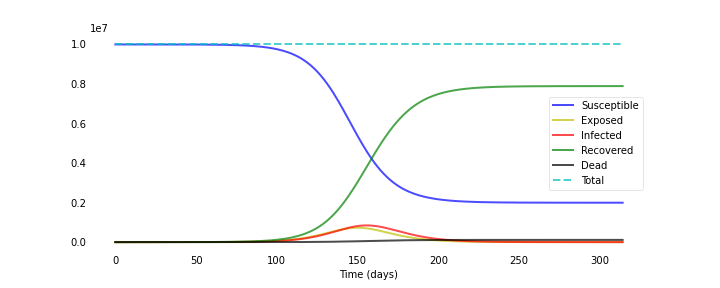 1e7
1.0
0.8
0.6
0.4
0.2
0.0
Susceptible
Exposed
Infected
Recovered
Dead
Total
0 50 100 150 200 250 300
Time (days)